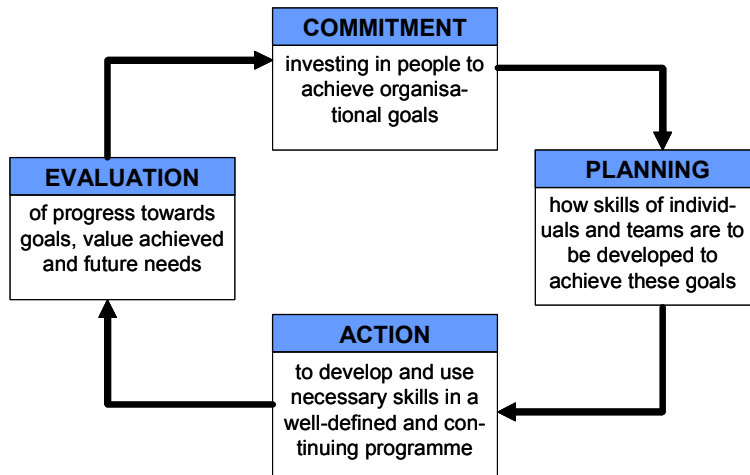 COMMITMENT
investing in people to
achieve organisa-
tional goals
PLANNING
how skills of individ-
uals and teams are to
be developed to
achieve these goals
ACTION
to develop and use
necessary skills in a
well-defined and con-
tinuing programme
EVALUATION
of progress towards
goals, value achieved
and future needs